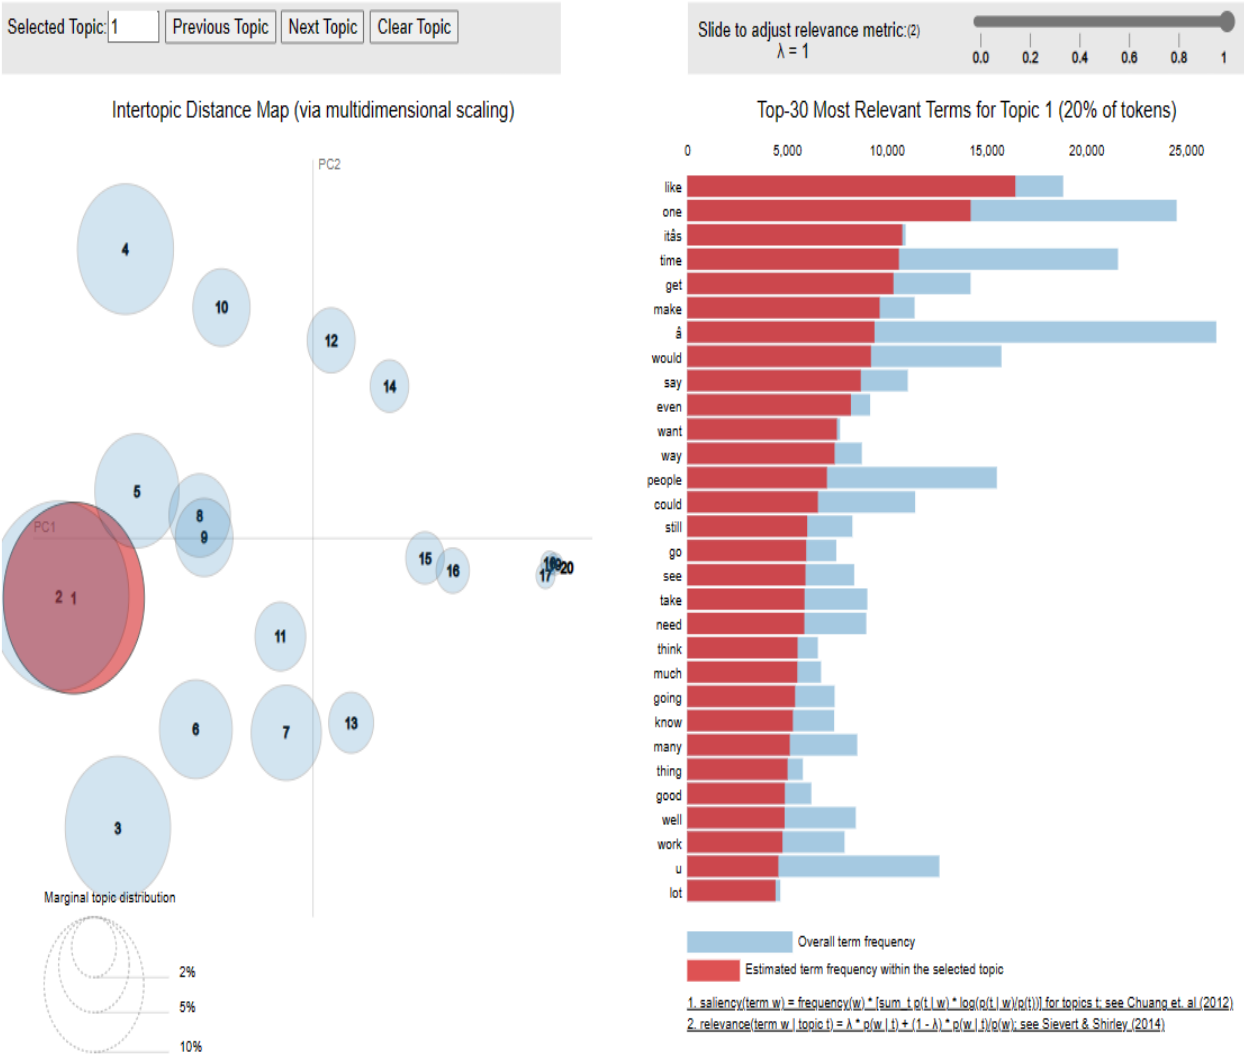 Selected Topic: 1 Previous Topic Next Topic Clear Topic
Slide to adjust relevance metric:(2)
λ = 1
0.0 0.2 0.4 0.6 0.8 1
Intertopic Distance Map (via multidimensional scaling)
PC2
4
10
12
14
5
8
9
PC1
2 1
15
16
17
20
11
6
7
13
3
Marginal topic distribution
2%
5%
10%
Top-30 Most Relevant Terms for Topic 1 (20% of tokens)
0 5,000 10,000 15,000 20,000 25,000
like
one
itâs
time
get
make
â
would
say
even
want
way
people
could
still
go
see
take
need
think
much
going
know
many
thing
good
well
work
u
lot
Overall term frequency
Estimated term frequency within the selected topic
1. saliency(term w) = frequency(w) * [sum_t p(t | w) * log(p(t | w)/p(t))] for topics t; see Chuang et. al (2012)
2. relevance(term w | topic t) = λ * p(w | t) + (1 - λ) * p(w | t)/p(w); see Sievert & Shirley (2014)